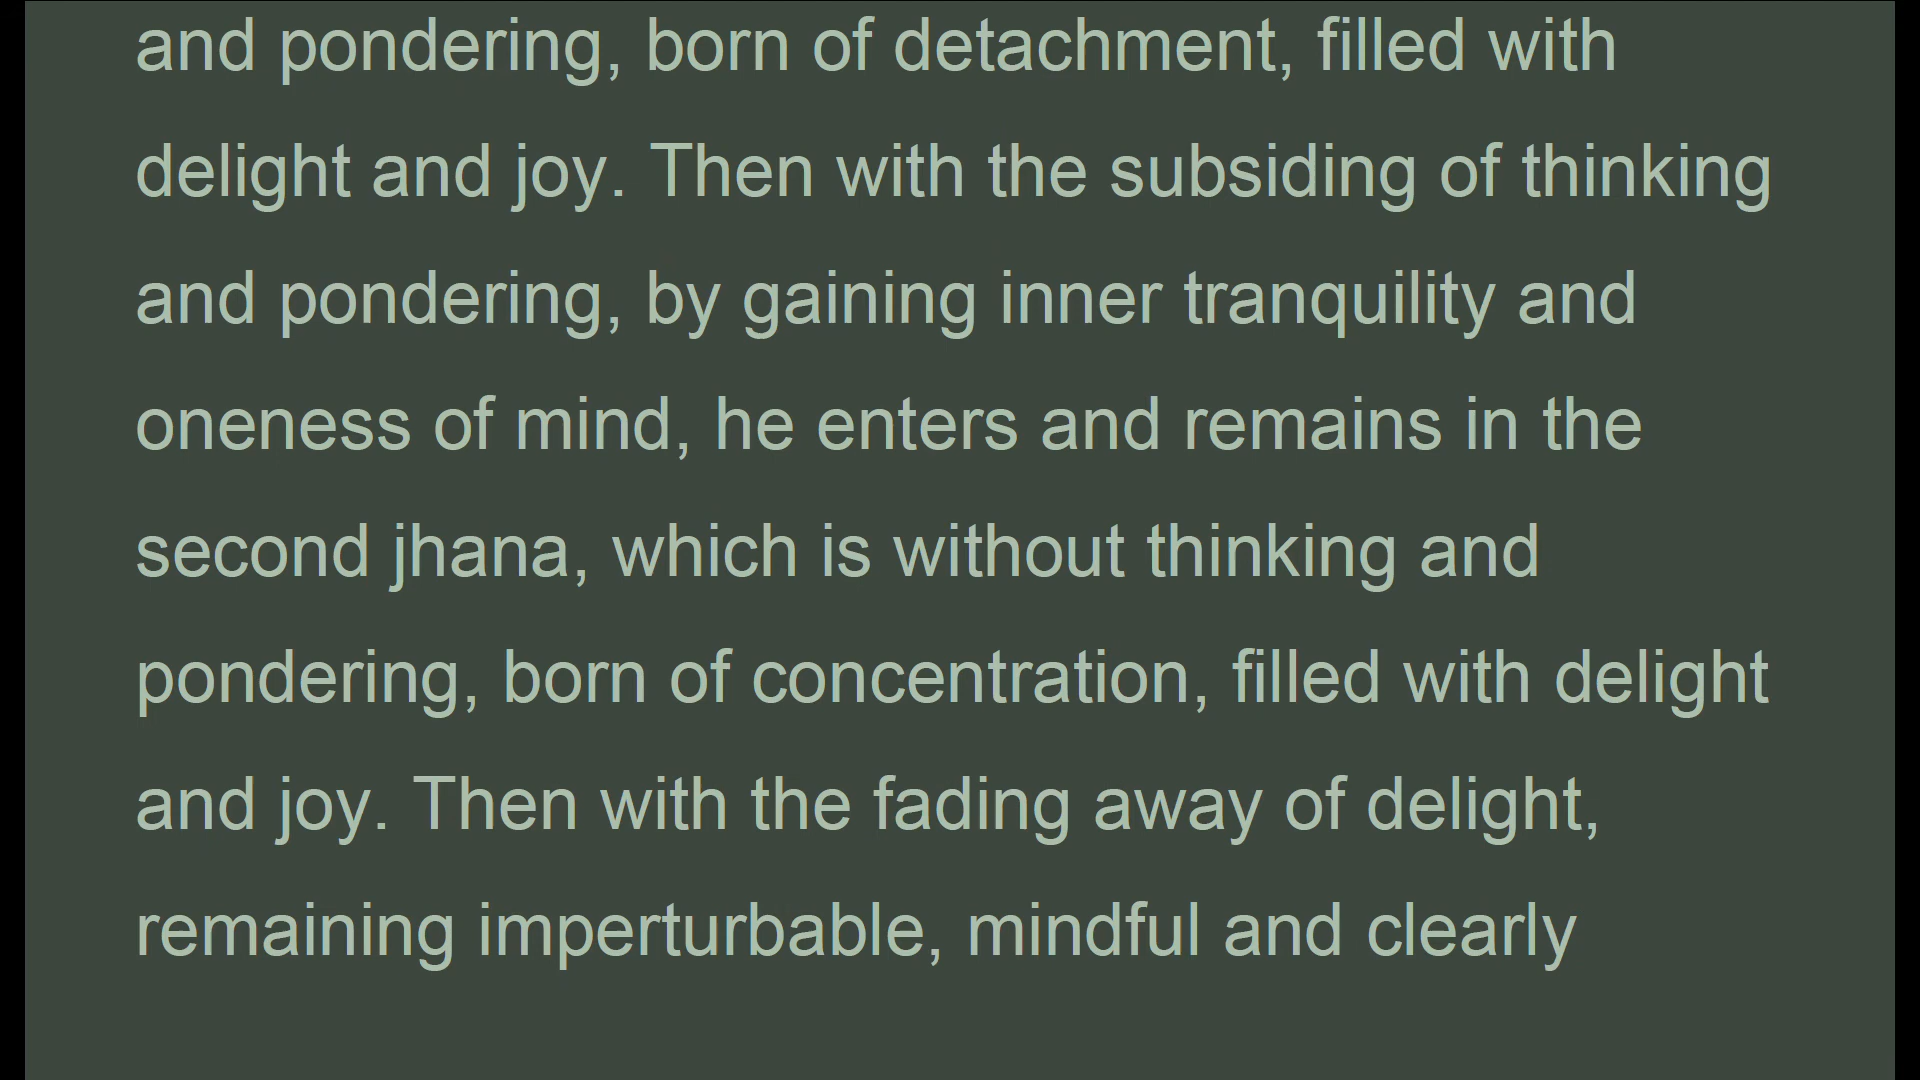 and pondering, born of detachment, filled with
delight and joy. Then with the subsiding of thinking
and pondering, by gaining inner tranquility and
oneness of mind, he enters and remains in the
second jhana, which is without thinking and
pondering, born of concentration, filled with delight
and joy. Then with the fading away of delight,
remaining imperturbable, mindful and clearly